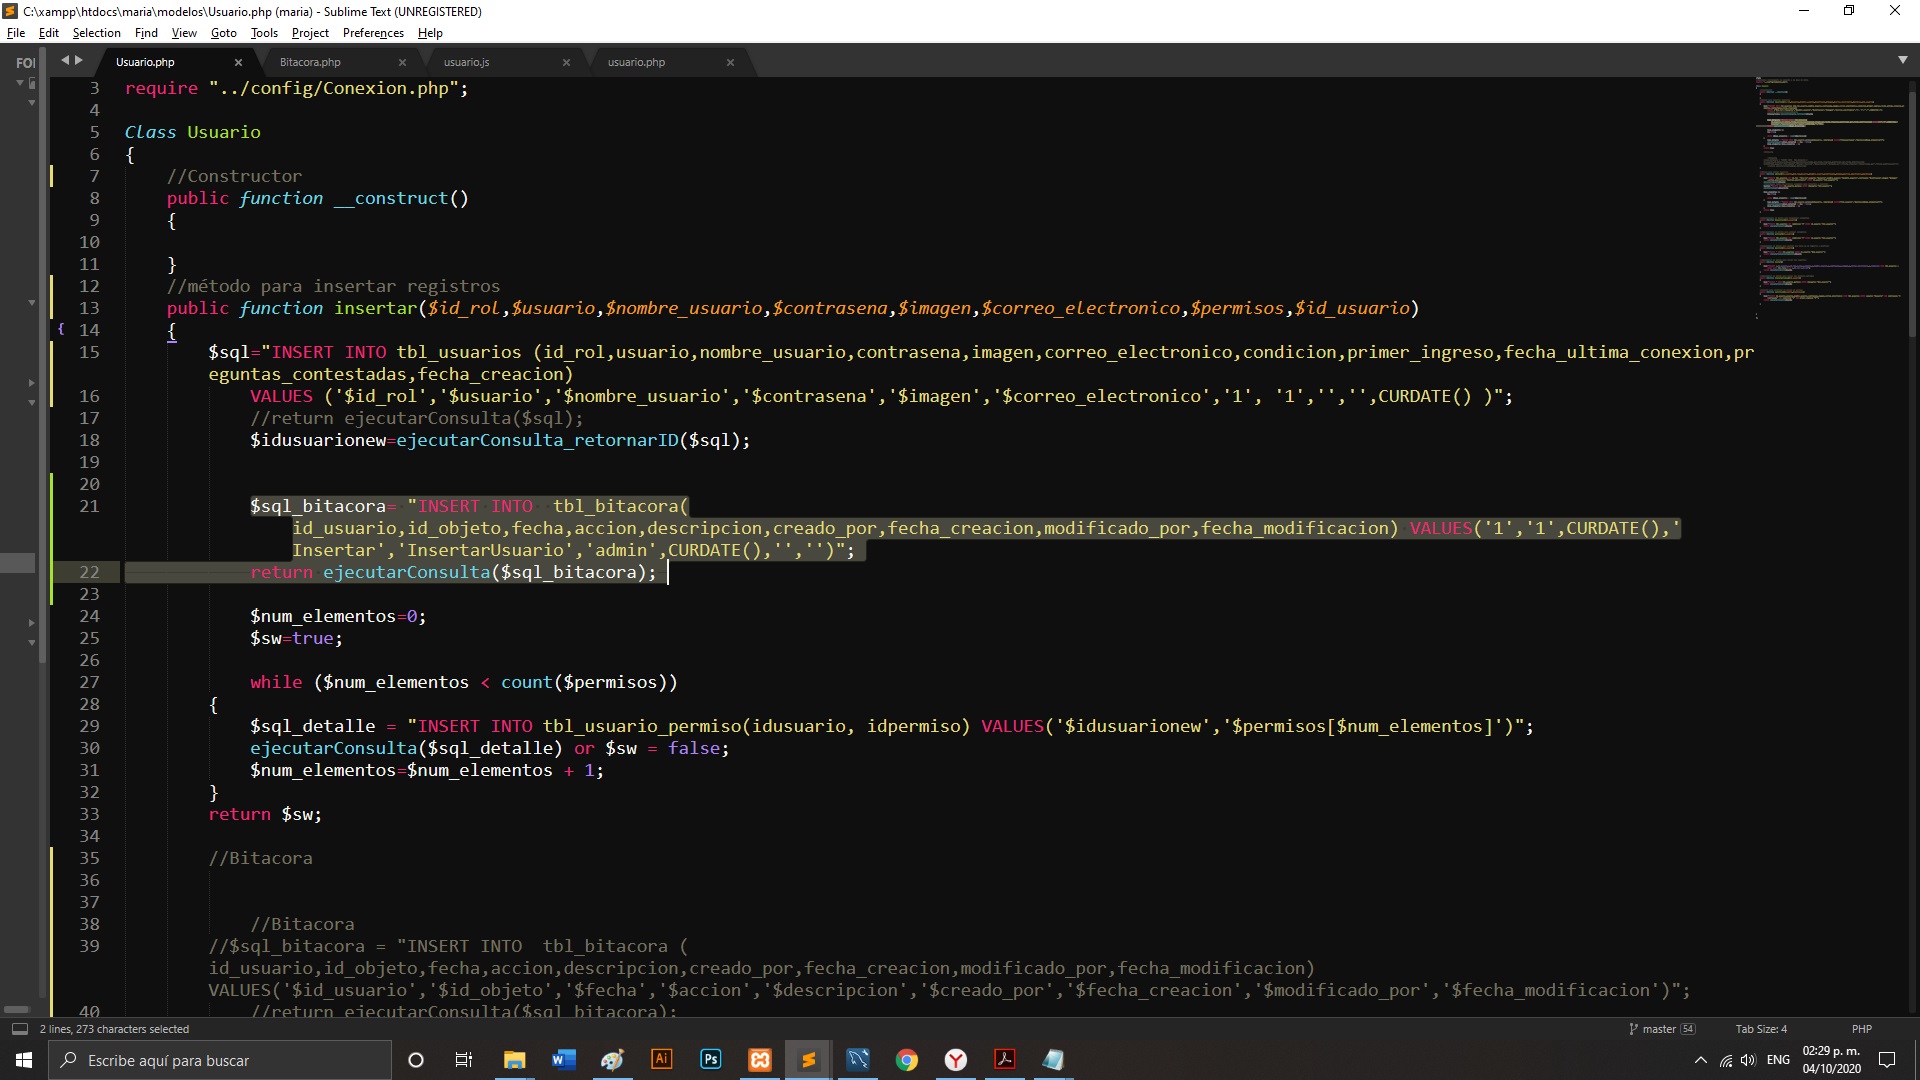 C:\xampp\htdocs\maria\modelos\Usuario.php (maria) - Sublime Text (UNREGISTERED)
File Edit Selection Find View Goto Tools Project Preferences Help
FOI
Usuario.php × Bitacora.php × usuario.js × usuario.php ×
3 require "../config/Conexion.php";
4
5 Class Usuario
6 {
7 //Constructor
8 public function __construct()
9 {
10
11 }
12 //método para insertar registros
13 public function insertar($id_rol,$usuario,$nombre_usuario,$contrasena,$imagen,$correo_electronico,$permisos,$id_usuario)
14 {
15 $sql="INSERT INTO tbl_usuarios (id_rol,usuario,nombre_usuario,contrasena,imagen,correo_electronico,condicion,primer_ingreso,fecha_ultima_conexion,pr
eguntas_contestadas,fecha_creacion)
16 VALUES ('$id_rol','$usuario','$nombre_usuario','$contrasena','$imagen','$correo_electronico','1', '1','','',CURDATE() )";
17 //return ejecutarConsulta($sql);
18 $idusuarionew=ejecutarConsulta_retornarID($sql);
19
20
21 $sql_bitacora= "INSERT INTO  tbl_bitacora(
id_usuario,id_objeto,fecha,accion,descripcion,creado_por,fecha_creacion,modificado_por,fecha_modificacion) VALUES('1','1',CURDATE(),'
Insertar','InsertarUsuario','admin',CURDATE(),'','')";
22 return ejecutarConsulta($sql_bitacora);
23
24 $num_elementos=0;
25 $sw=true;
26
27 while ($num_elementos < count($permisos))
28 {
29 $sql_detalle = "INSERT INTO tbl_usuario_permiso(idusuario, idpermiso) VALUES('$idusuarionew','$permisos[$num_elementos]')";
30 ejecutarConsulta($sql_detalle) or $sw = false;
31 $num_elementos=$num_elementos + 1;
32 }
33 return $sw;
34
35 //Bitacora
36
37
38 //Bitacora
39 //$sql_bitacora = "INSERT INTO  tbl_bitacora (
id_usuario,id_objeto,fecha,accion,descripcion,creado_por,fecha_creacion,modificado_por,fecha_modificacion)
VALUES('$id_usuario','$id_objeto','$fecha','$accion','$descripcion','$creado_por','$fecha_creacion','$modificado_por','$fecha_modificacion')";
40 //return ejecutarConsulta($sql_bitacora);
2 lines, 273 characters selected master 54 Tab Size: 4 PHP
Escribe aquí para buscar ENG 02:29 p. m.
04/10/2020